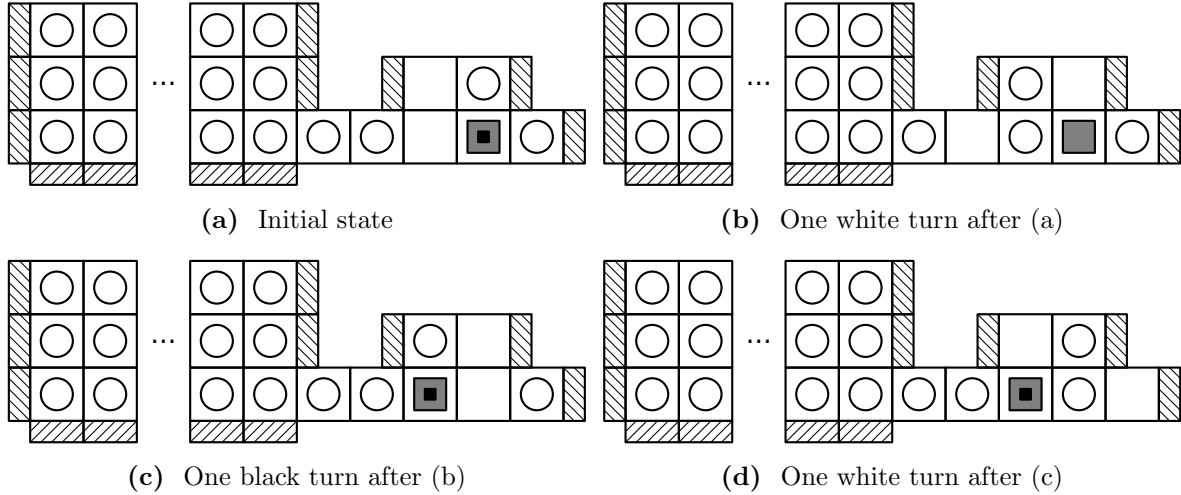 ...
...
(a) Initial state
(b) One white turn after (a)
...
...
(c) One black turn after (b)
(d) One white turn after (c)